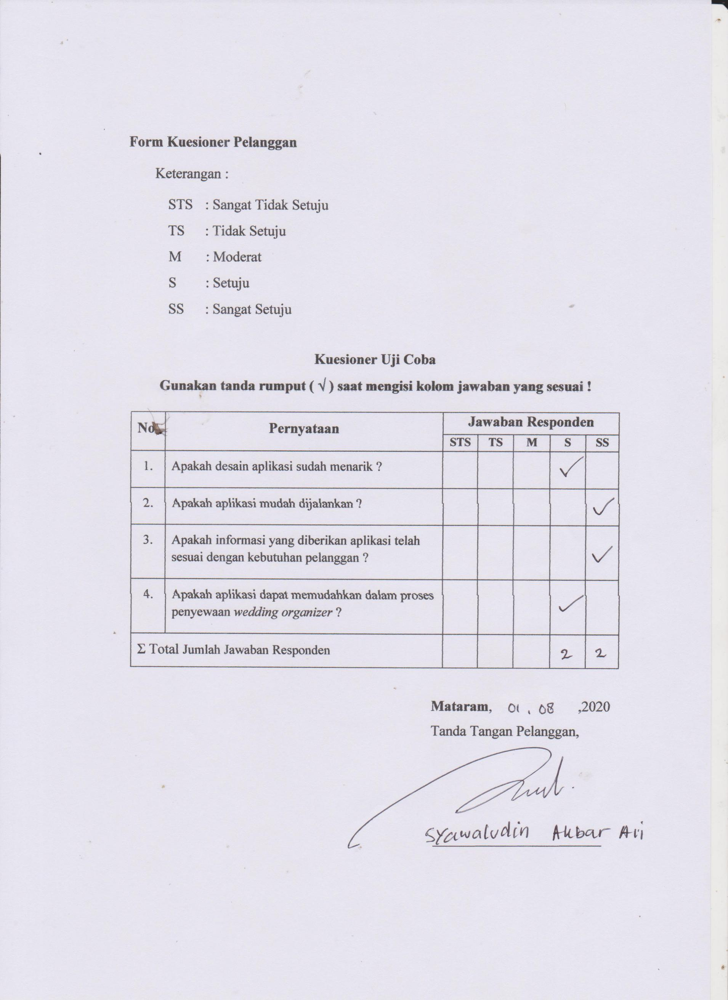 Form Kuesioner Pelanggan
Keterangan :
STS : Sangat Tidak Setuju
TS : Tidak Setuju
M : Moderat
S : Setuju
SS : Sangat Setuju
Kuesioner Uji Coba
Gunakan tanda rumput ( √ ) saat mengisi kolom jawaban yang sesuai !
No. Pernyataan Jawaban Responden
STS TS M S SS
1. Apakah desain aplikasi sudah menarik ? ✓
2. Apakah aplikasi mudah dijalankan ? ✓
3. Apakah informasi yang diberikan aplikasi telah
sesuai dengan kebutuhan pelanggan ? ✓
4. Apakah aplikasi dapat memudahkan dalam proses
penyewaan wedding organizer ? ✓
Σ Total Jumlah Jawaban Responden 2 2
Mataram, 01 . 08 ,2020
Tanda Tangan Pelanggan,
Syawaludin Akbar Ari